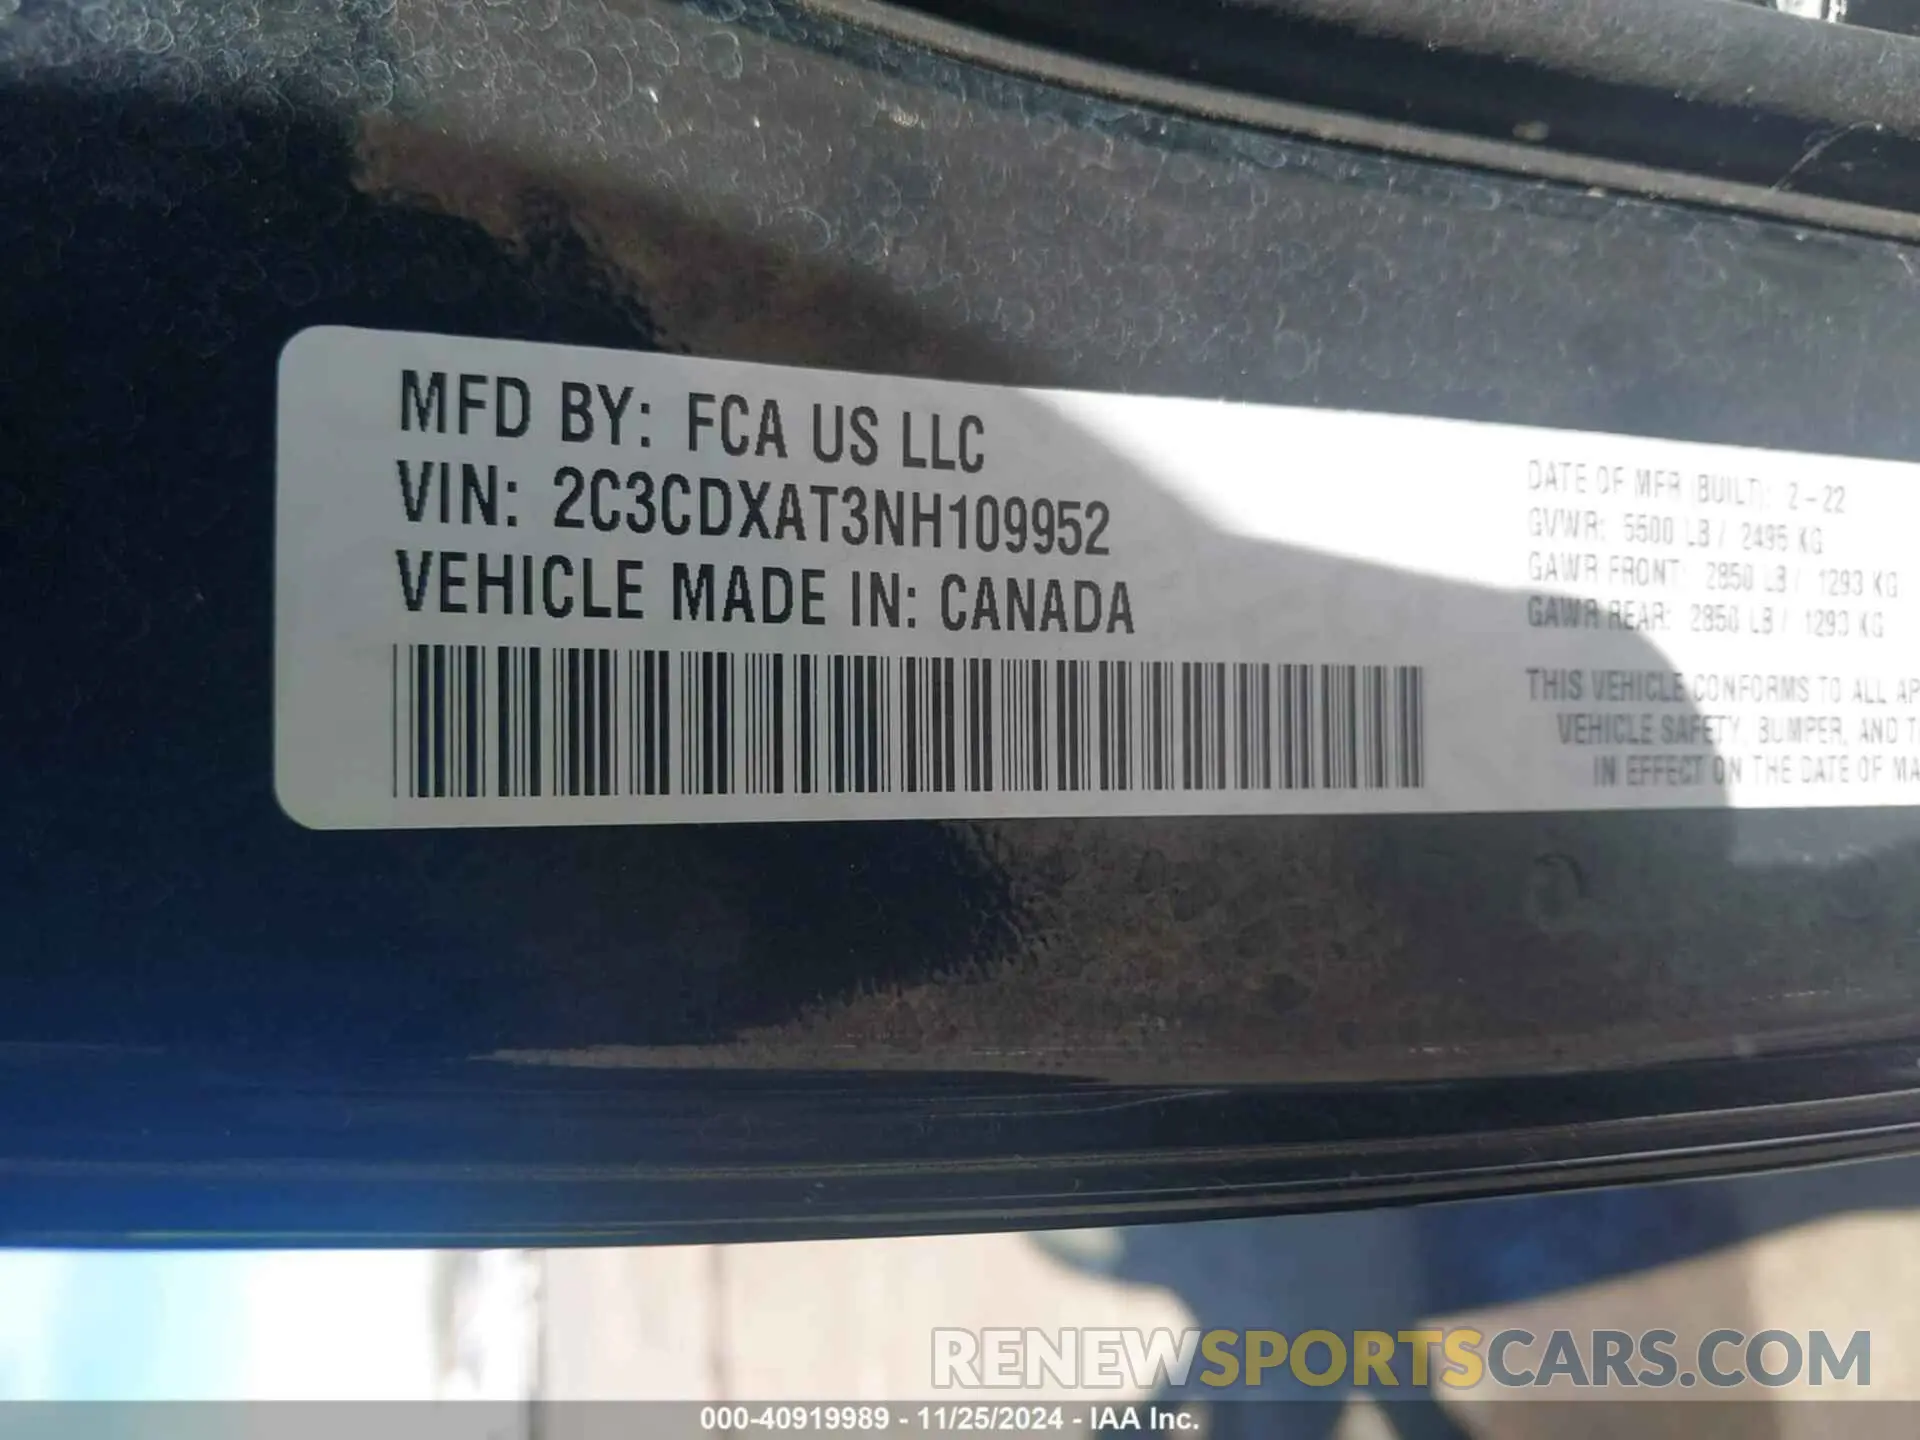 MFD BY: FCA US LLC
VIN: 2C3CDXAT3NH109952
VEHICLE MADE IN: CANADA
DATE OF MFR (BUILT): 2-22
GVWR: 5500 LB / 2495 KG
GAWR FRONT: 2850 LB / 1293 KG
GAWR REAR: 2850 LB / 1293 KG
THIS VEHICLE CONFORMS TO ALL AP
VEHICLE SAFETY, BUMPER, AND T
IN EFFECT ON THE DATE OF MA
RENEWSPORTSCARS.COM
000-40919989 - 11/25/2024 - IAA Inc.